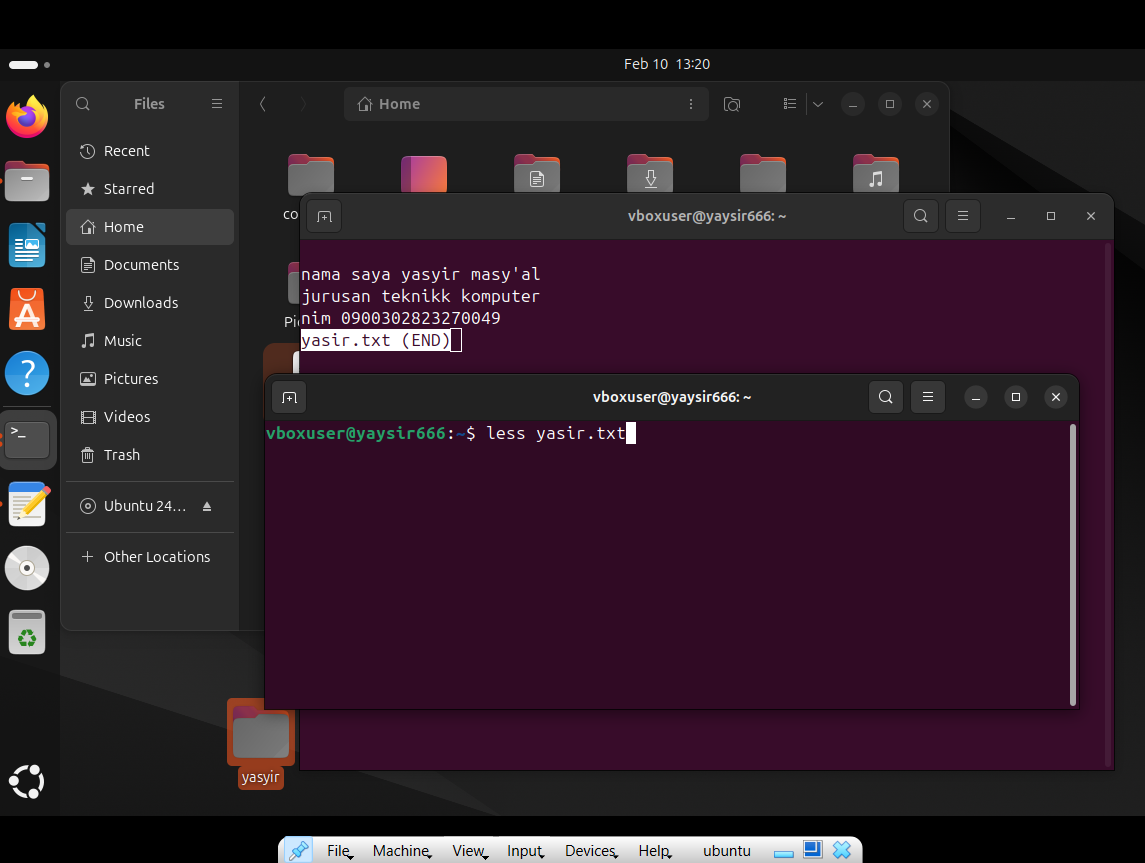 Feb 10 13:20
Files
Home
Recent
Starred
Home
Documents
Downloads
Music
Pictures
Videos
Trash
Ubuntu 24...
Other Locations
co
Pic
vboxuser@yaysir666: ~
nama saya yasyir masy'al
jurusan teknikk komputer
nim 0900302823270049
yasir.txt (END)
vboxuser@yaysir666: ~
vboxuser@yaysir666:~$ less yasir.txt
yasyir
File Machine View Input Devices Help ubuntu